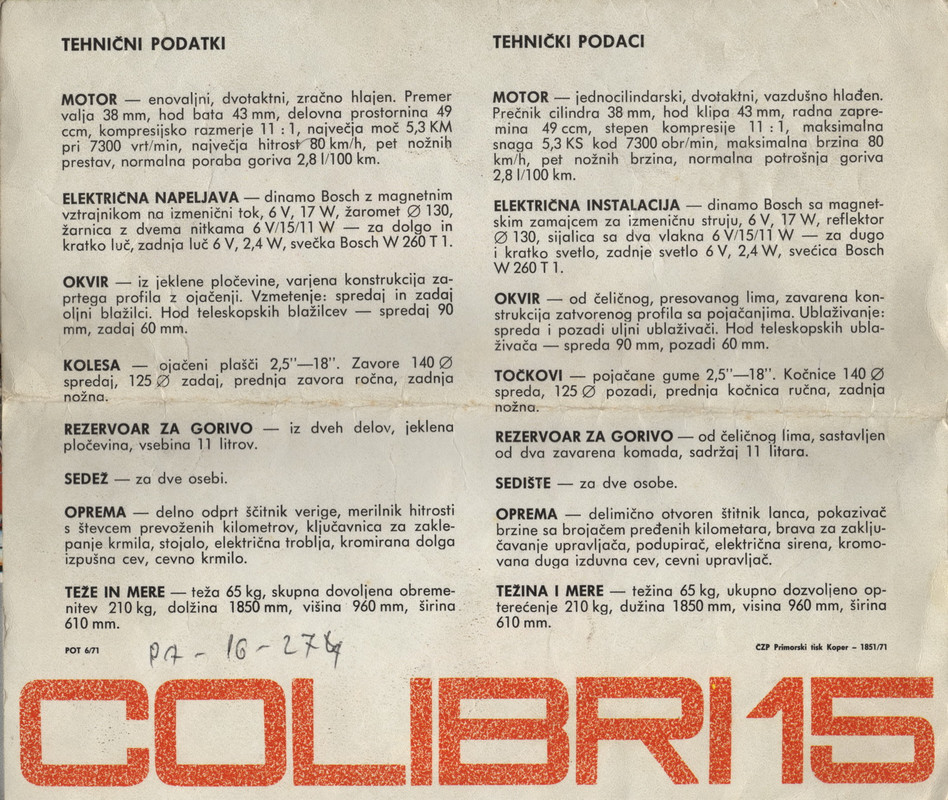 TEHNIČNI PODATKI
MOTOR — enovaljni, dvotaktni, zračno hlajen. Premer
valja 38 mm, hod bata 43 mm, delovna prostornina 49
ccm, kompresijsko razmerje 11 : 1, največja moč 5,3 KM
pri 7300 vrt/min, največja hitrost 80 km/h, pet nožnih
prestav, normalna poraba goriva 2,8 l/100 km.
ELEKTRIČNA NAPELJAVA — dinamo Bosch z magnetnim
vztrajnikom na izmenični tok, 6 V, 17 W, žaromet ∅ 130,
žarnica z dvema nitkama 6 V/15/11 W — za dolgo in
kratko luč, zadnja luč 6 V, 2,4 W, svečka Bosch W 260 T 1.
OKVIR — iz jeklene pločevine, varjena konstrukcija za-
prtega profila z ojačenji. Vzmetenje: spredaj in zadaj
oljni blažilci. Hod teleskopskih blažilcev — spredaj 90
mm, zadaj 60 mm.
KOLESA — ojačeni plašči 2,5’’—18’’. Zavore 140 ∅
spredaj, 125 ∅ zadaj, prednja zavora ročna, zadnja
nožna.
REZERVOAR ZA GORIVO — iz dveh delov, jeklena
pločevina, vsebina 11 litrov.
SEDEŽ — za dve osebi.
OPREMA — delno odprt ščitnik verige, merilnik hitrosti
s števcem prevoženih kilometrov, ključavnica za zakle-
panje krmila, stojalo, električna troblja, kromirana dolga
izpušna cev, cevno krmilo.
TEŽE IN MERE — teža 65 kg, skupna dovoljena obreme-
nitev 210 kg, dolžina 1850 mm, višina 960 mm, širina
610 mm.
POT 6/71
TEHNIČKI PODACI
MOTOR — jednocilindarski, dvotaktni, vazdušno hlađen.
Prečnik cilindra 38 mm, hod klipa 43 mm, radna zapre-
mina 49 ccm, stepen kompresije 11 : 1, maksimalna
snaga 5,3 KS kod 7300 obr/min, maksimalna brzina 80
km/h, pet nožnih brzina, normalna potrošnja goriva
2,8 l/100 km.
ELEKTRIČNA INSTALACIJA — dinamo Bosch sa magnet-
skim zamajcem za izmeničnu struju, 6 V, 17 W, reflektor
∅ 130, sijalica sa dva vlakna 6 V/15/11 W — za dugo
i kratko svetlo, zadnje svetlo 6 V, 2,4 W, svećica Bosch
W 260 T 1.
OKVIR — od čeličnog, presovanog lima, zavarena kon-
strukcija zatvorenog profila sa pojačanjima. Ublaživanje:
spreda i pozadi uljni ublaživači. Hod teleskopskih ubla-
živača — spreda 90 mm, pozadi 60 mm.
TOČKOVI — pojačane gume 2,5’’—18’’. Kočnice 140 ∅
spreda, 125 ∅ pozadi, prednja kočnica ručna, zadnja
nožna.
REZERVOAR ZA GORIVO — od čeličnog lima, sastavljen
od dva zavarena komada, sadržaj 11 litara.
SEDIŠTE — za dve osobe.
OPREMA — delimično otvoren štitnik lanca, pokazivač
brzine sa brojačem pređenih kilometara, brava za zaklju-
čavanje upravljača, podupirač, električna sirena, kromo-
vana duga izduvna cev, cevni upravljač.
TEŽINA I MERE — težina 65 kg, ukupno dozvoljeno op-
terećenje 210 kg, dužina 1850 mm, visina 960 mm, širina
610 mm.
ČZP Primorski tisk Koper – 1851/71
COLIBRI 15